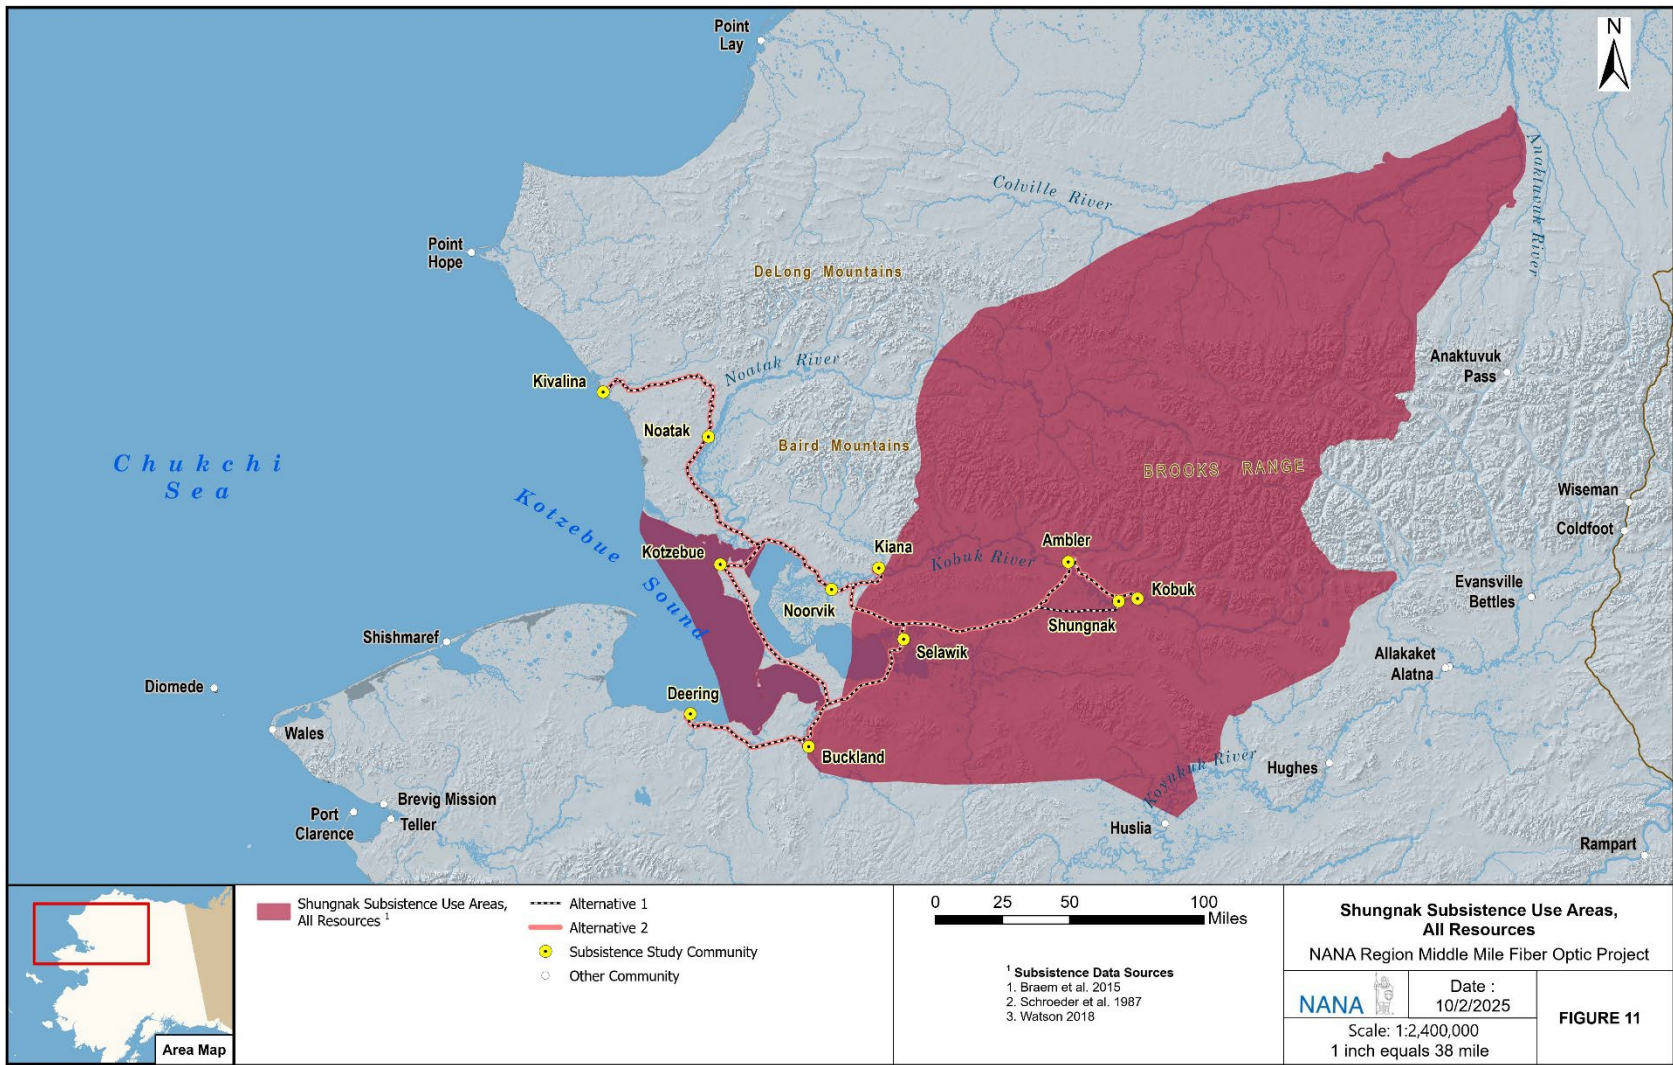 Point
Lay
N
Anaktuvuk River
Colville River
Point
Hope
DeLong Mountains
Noatak River
Anaktuvuk
Pass
Kivalina
Noatak
Baird Mountains
BROOKS RANGE
Chukchi
Sea
Kotzebue Sound
Wiseman
Coldfoot
Kotzebue
Kiana
Kobuk River
Ambler
Kobuk
Evansville
Bettles
Noorvik
Shungnak
Shishmaref
Selawik
Allakaket
Alatna
Diomede
Deering
Wales
Buckland
Koyukuk River
Hughes
Brevig Mission
Port
Clarence
Teller
Huslia
Rampart
Area Map
Shungnak Subsistence Use Areas,
All Resources 1
Alternative 1
Alternative 2
Subsistence Study Community
Other Community
0 25 50 100
Miles
1 Subsistence Data Sources
1. Braem et al. 2015
2. Schroeder et al. 1987
3. Watson 2018
Shungnak Subsistence Use Areas,
All Resources
NANA Region Middle Mile Fiber Optic Project
NANA
Date :
10/2/2025
Scale: 1:2,400,000
1 inch equals 38 mile
FIGURE 11